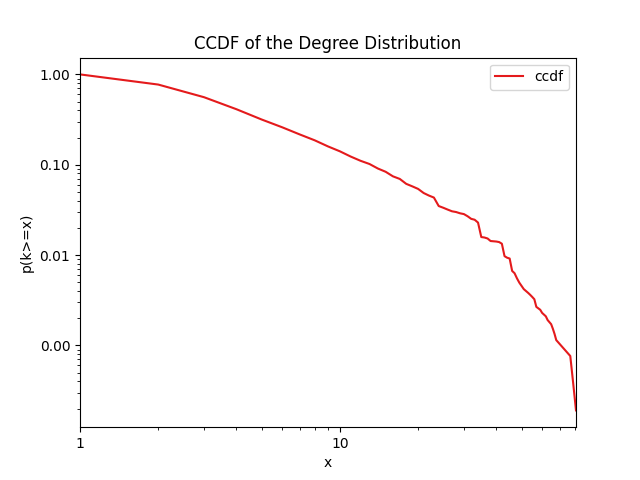 CCDF of the Degree Distribution
ccdf
1.00
0.10
0.01
0.00
p(k>=x)
1
10
x